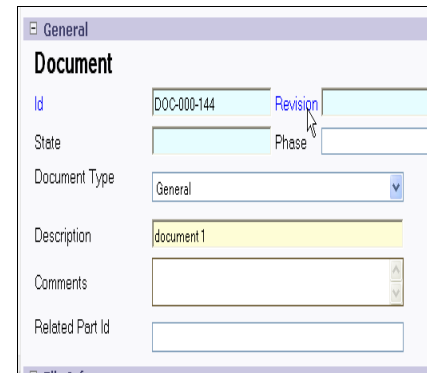 General
Document
Id DOC-000-144 Revision
State Phase
Document Type General
Description document 1
Comments
Related Part Id